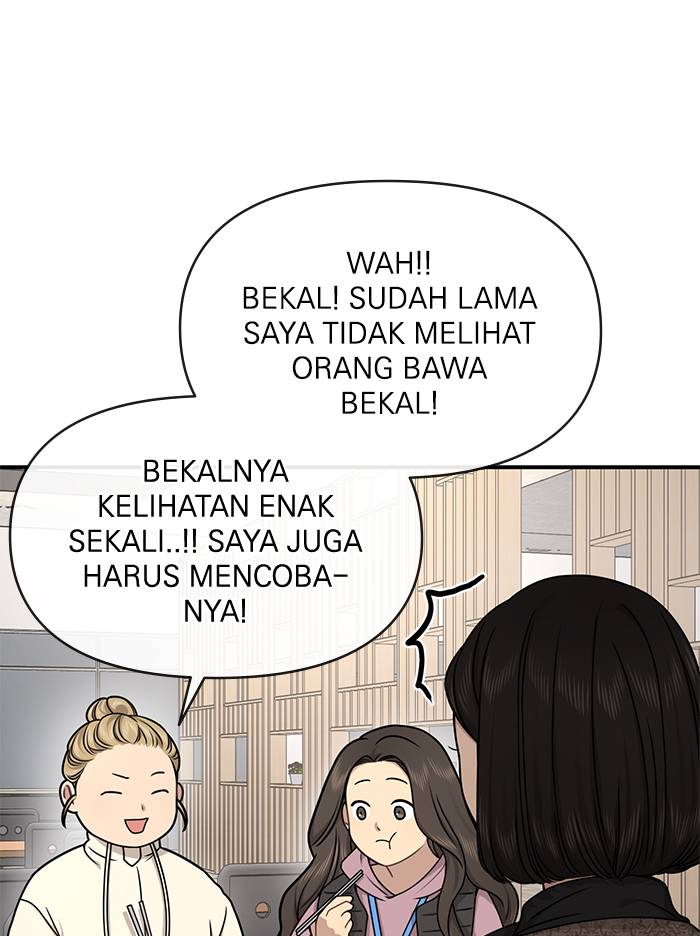 WAH!!
BEKAL! SUDAH LAMA
SAYA TIDAK MELIHAT
ORANG BAWA
BEKAL!
BEKALNYA
KELIHATAN ENAK
SEKALI..!! SAYA JUGA
HARUS MENCOBA-
NYA!